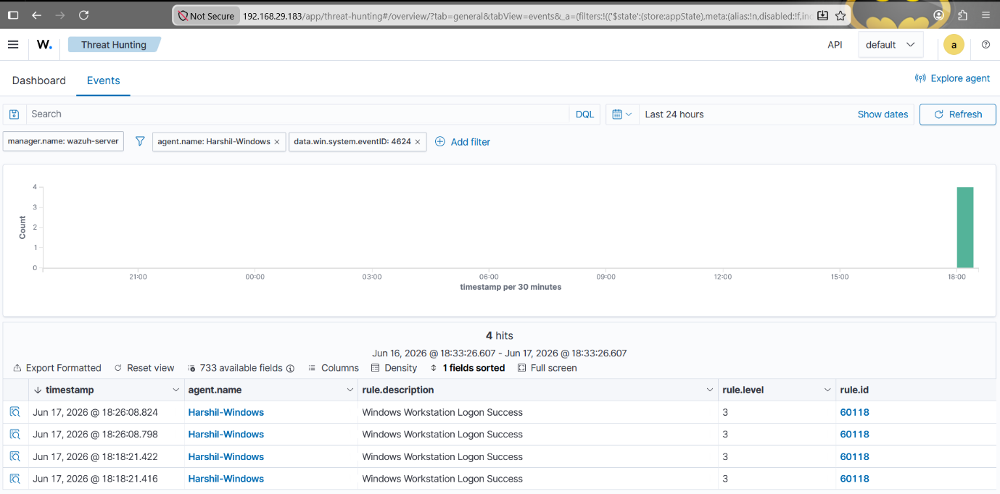 Not Secure 192.168.29.183/app/threat-hunting#/overview/?tab=general&tabView=events&_a=(filters:!(('$state':(store:appState),meta:(alias:!n,disabled:!f,in
W. Threat Hunting API default a
Dashboard Events Explore agent
Search DQL Last 24 hours Show dates Refresh
manager.name: wazuh-server agent.name: Harshil-Windows × data.win.system.eventID: 4624 × Add filter
4
3
2
1
0
Count
21:00 00:00 03:00 06:00 09:00 12:00 15:00 18:00
timestamp per 30 minutes
4 hits
Jun 16, 2026 @ 18:33:26.607 - Jun 17, 2026 @ 18:33:26.607
Export Formatted Reset view 733 available fields Columns Density 1 fields sorted Full screen
timestamp agent.name rule.description rule.level rule.id
Jun 17, 2026 @ 18:26:08.824 Harshil-Windows Windows Workstation Logon Success 3 60118
Jun 17, 2026 @ 18:26:08.798 Harshil-Windows Windows Workstation Logon Success 3 60118
Jun 17, 2026 @ 18:18:21.422 Harshil-Windows Windows Workstation Logon Success 3 60118
Jun 17, 2026 @ 18:18:21.416 Harshil-Windows Windows Workstation Logon Success 3 60118